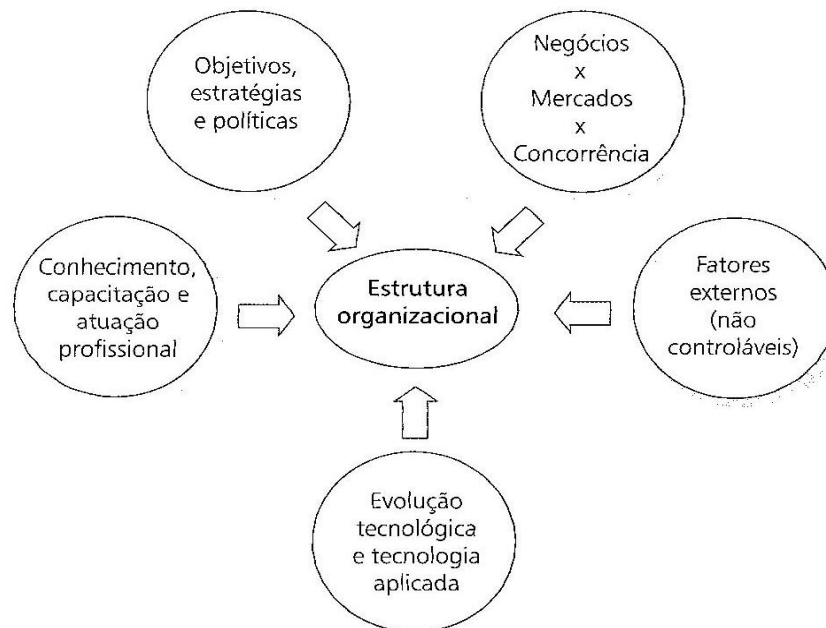 Objetivos,
estratégias
e políticas
Negócios
x
Mercados
x
Concorrência
Conhecimento,
capacitação e
atuação
profissional
Estrutura
organizacional
Fatores
externos
(não
controláveis)
Evolução
tecnológica
e tecnologia
aplicada